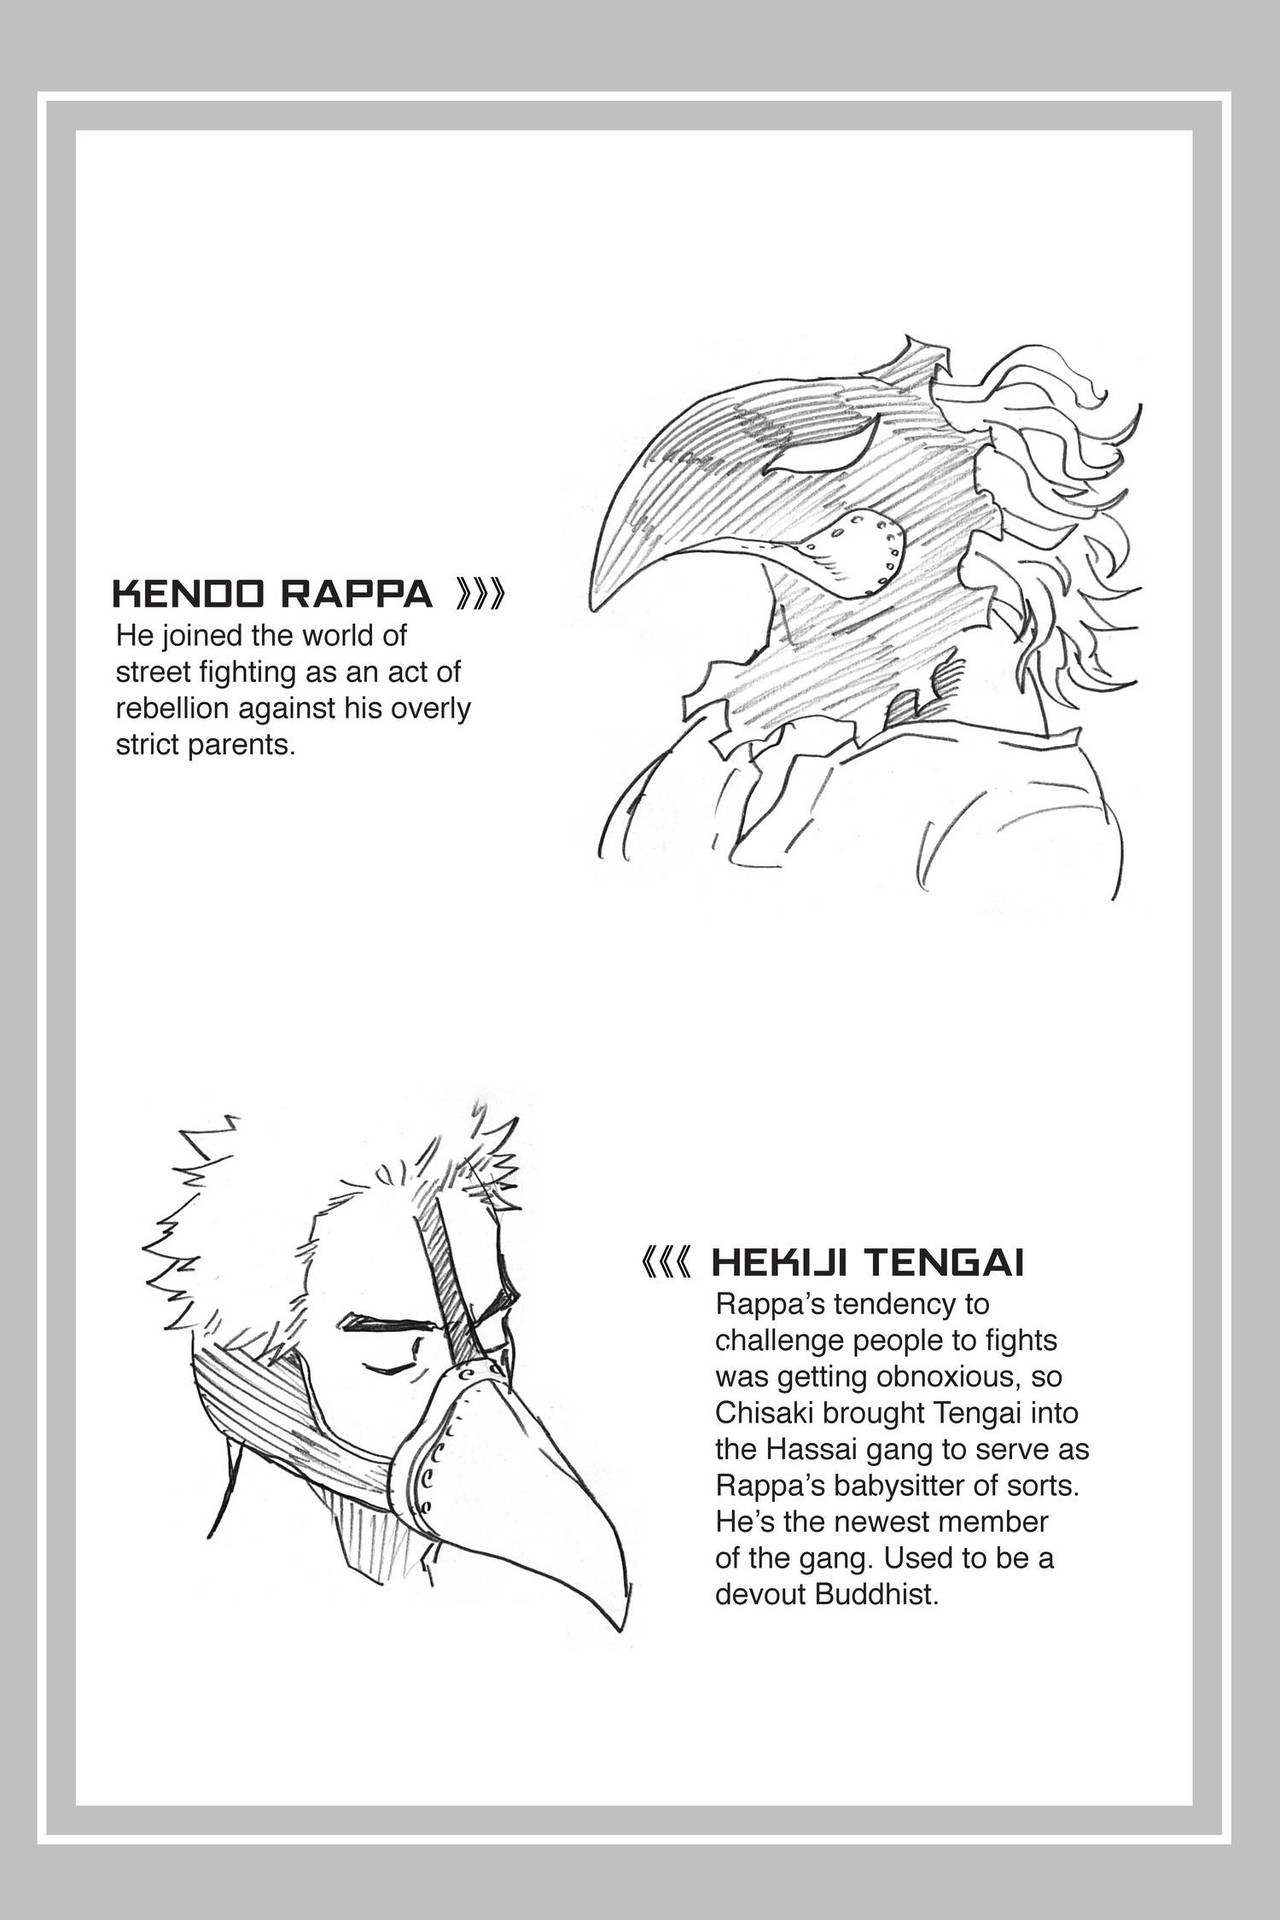 KENDO RAPPA
He joined the world of
street fighting as an act of
rebellion against his overly
strict parents.
HEKIJI TENGAI
Rappa’s tendency to
challenge people to fights
was getting obnoxious, so
Chisaki brought Tengai into
the Hassai gang to serve as
Rappa’s babysitter of sorts.
He’s the newest member
of the gang. Used to be a
devout Buddhist.